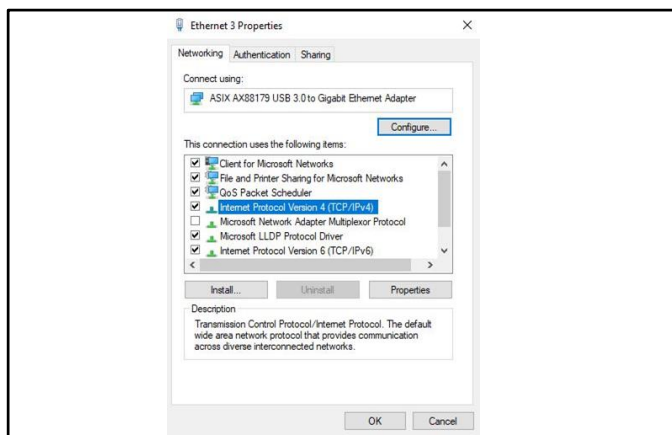 Ethernet 3 Properties
Networking Authentication Sharing
Connect using:
ASIX AX88179 USB 3.0 to Gigabit Ethernet Adapter
Configure...
This connection uses the following items:
Client for Microsoft Networks
File and Printer Sharing for Microsoft Networks
QoS Packet Scheduler
Internet Protocol Version 4 (TCP/IPv4)
Microsoft Network Adapter Multiplexor Protocol
Microsoft LLDP Protocol Driver
Internet Protocol Version 6 (TCP/IPv6)
Install... Uninstall Properties
Description
Transmission Control Protocol/Internet Protocol. The default
wide area network protocol that provides communication
across diverse interconnected networks.
OK Cancel